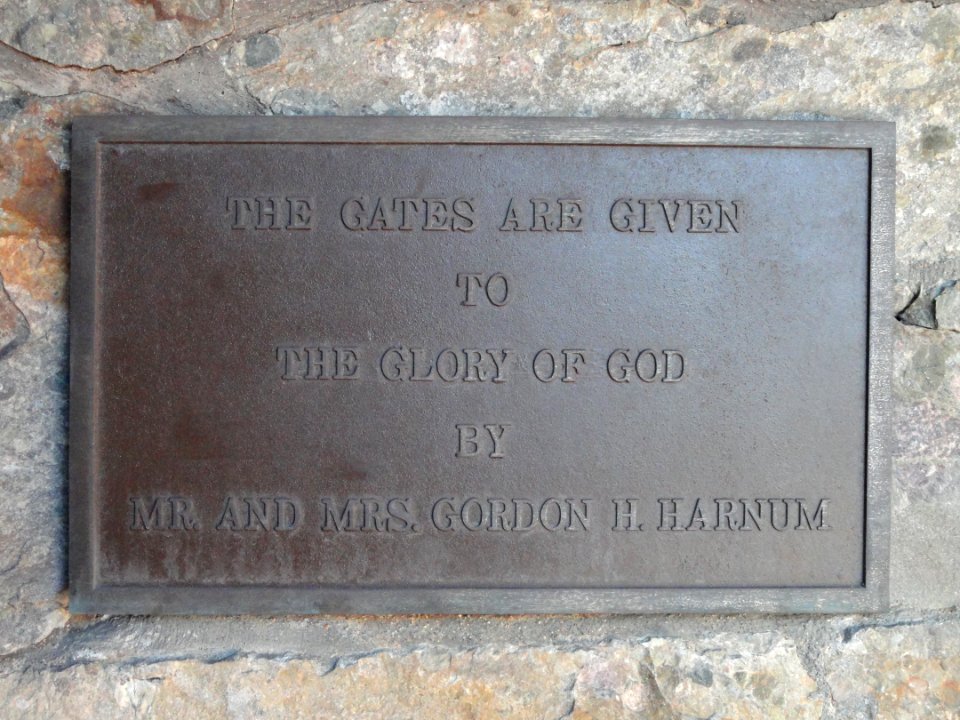 THE GATES ARE GIVEN
TO
THE GLORY OF GOD
BY
MR. AND MRS. GORDON H. HARNUM